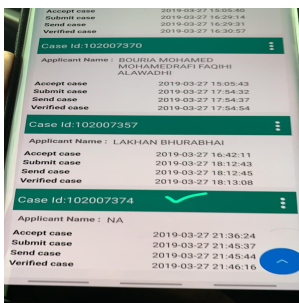 Accept case 2019-03-27 15:05:40
Submit case 2019-03-27 16:29:14
Send case 2019-03-27 16:29:31
Verified case 2019-03-27 16:30:57
Case Id:102007370
Applicant Name : BOURIA MOHAMED
MOHAMEDRAFI FAQIHI
ALAWADHI
Accept case 2019-03-27 15:05:43
Submit case 2019-03-27 17:54:32
Send case 2019-03-27 17:54:37
Verified case 2019-03-27 17:54:54
Case Id:102007357
Applicant Name : LAKHAN BHURABHAI
Accept case 2019-03-27 16:42:11
Submit case 2019-03-27 18:12:43
Send case 2019-03-27 18:12:45
Verified case 2019-03-27 18:13:08
Case Id:102007374
Applicant Name : NA
Accept case 2019-03-27 21:36:24
Submit case 2019-03-27 21:45:37
Send case 2019-03-27 21:45:44
Verified case 2019-03-27 21:46:16